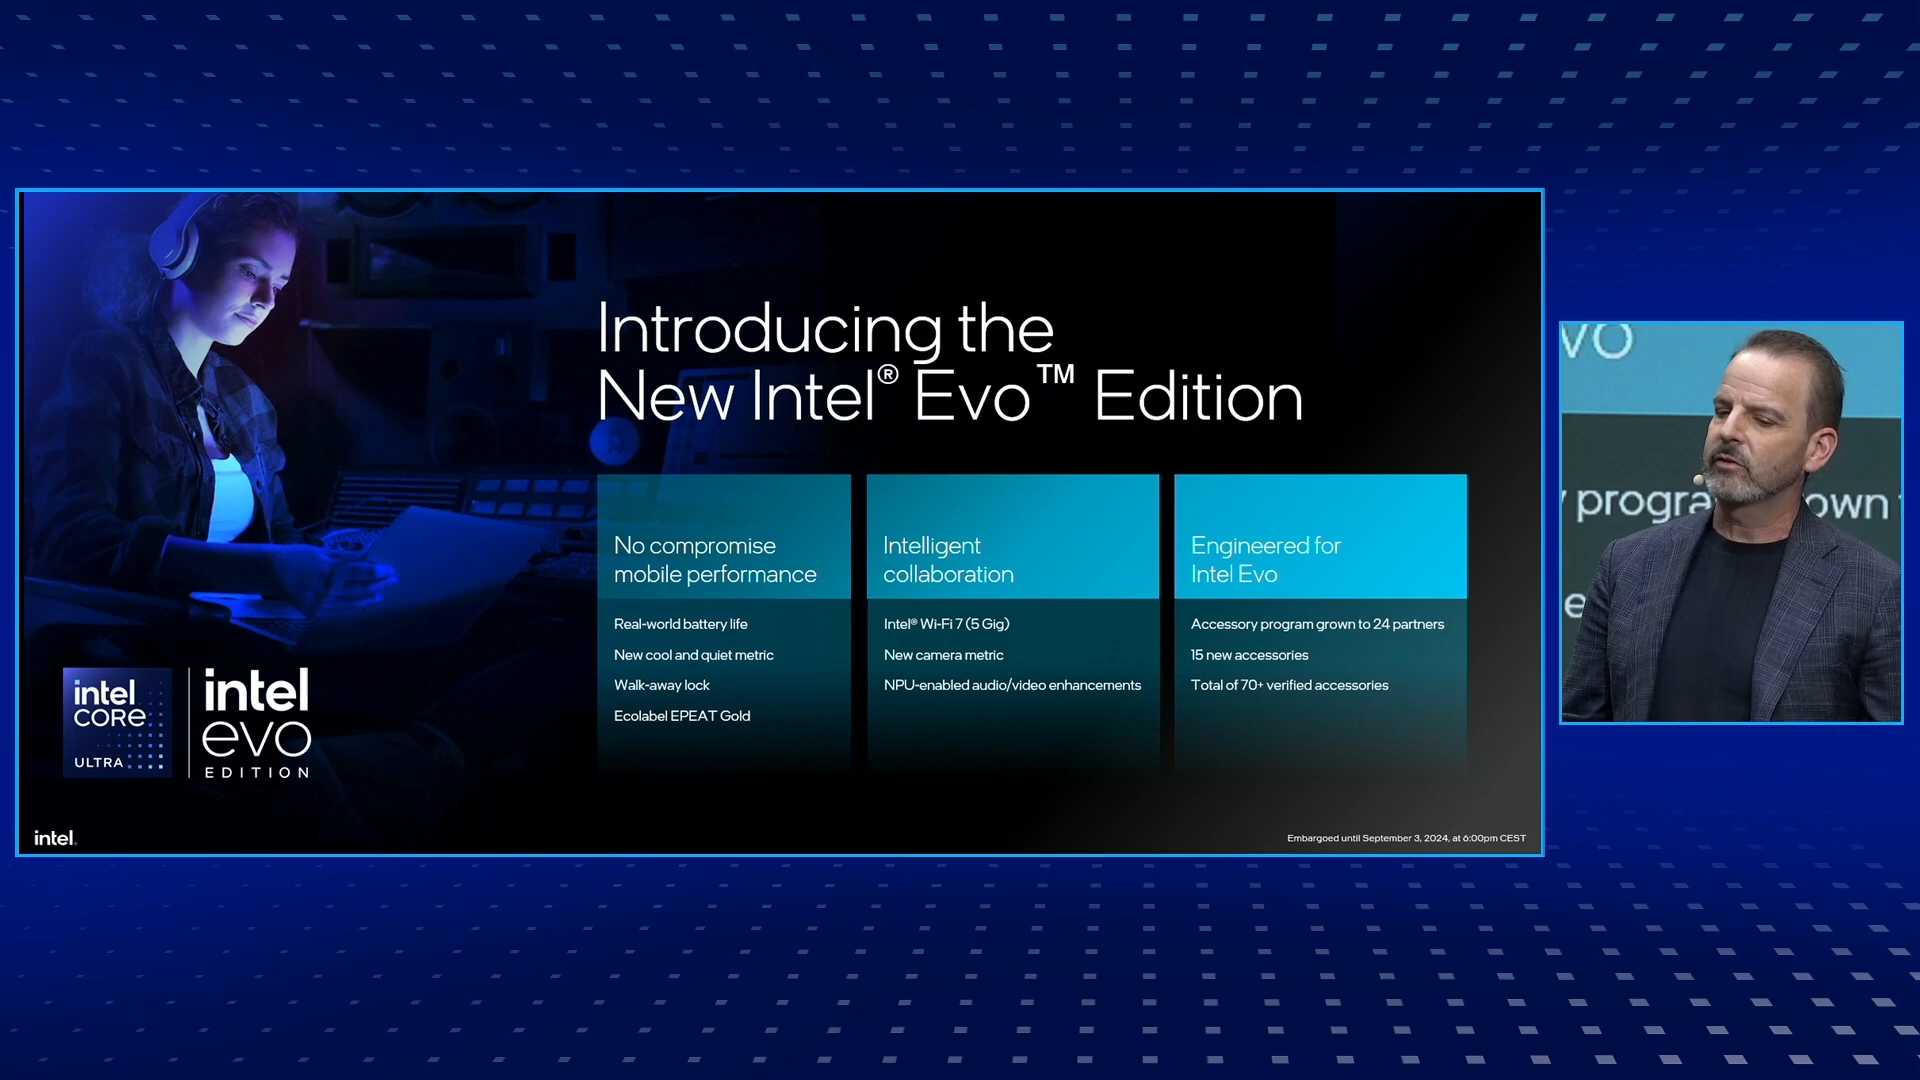 Introducing the
New Intel® Evo™ Edition
No compromise
mobile performance
Real-world battery life
New cool and quiet metric
Walk-away lock
Ecolabel EPEAT Gold
Intelligent
collaboration
Intel® Wi-Fi 7 (5 Gig)
New camera metric
NPU-enabled audio/video enhancements
Engineered for
Intel Evo
Accessory program grown to 24 partners
15 new accessories
Total of 70+ verified accessories
intel
CORE
ULTRA
intel
evo
EDITION
intel.
Embargoed until September 3, 2024, at 6:00pm CEST